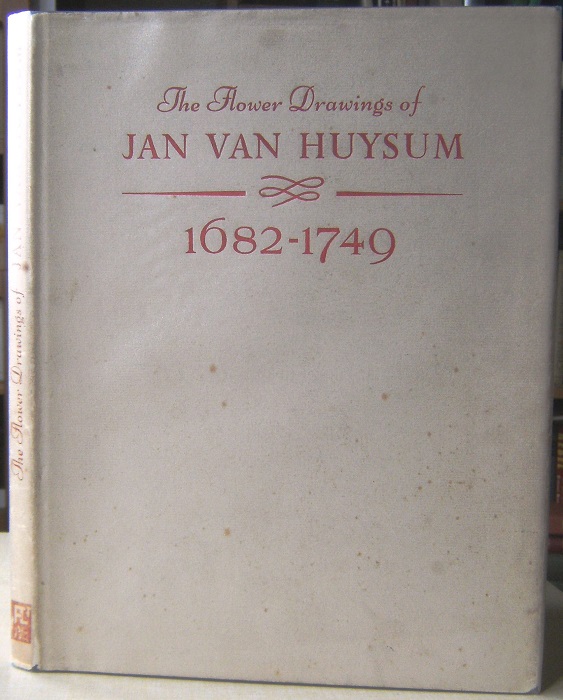 The Flower Drawings of
JAN VAN HUYSUM
1682-1749
The Flower Drawings of